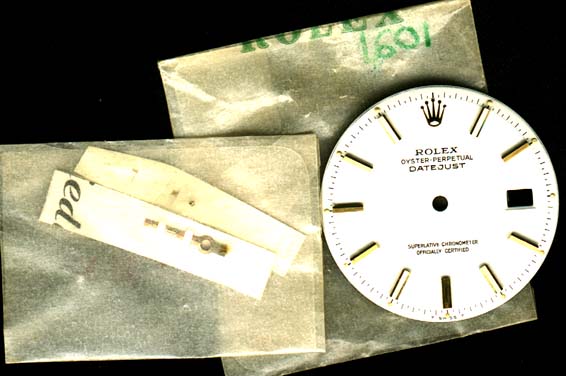 ROLEX
1601
ROLEX
OYSTER-PERPETUAL
DATEJUST
SUPERLATIVE CHRONOMETER
OFFICIALLY CERTIFIED
ed